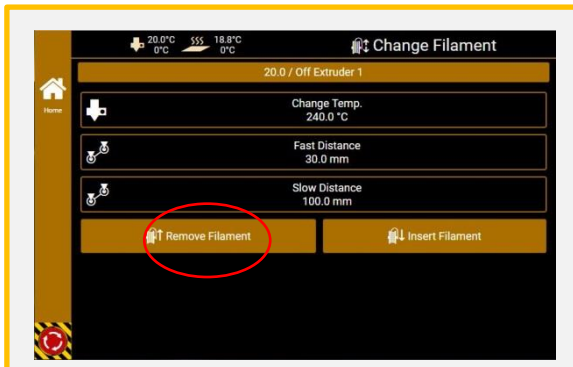 20.0°C 18.8°C
0°C 0°C
Change Filament
20.0 / Off Extruder 1
Home
Change Temp.
240.0 °C
Fast Distance
30.0 mm
Slow Distance
100.0 mm
Remove Filament Insert Filament